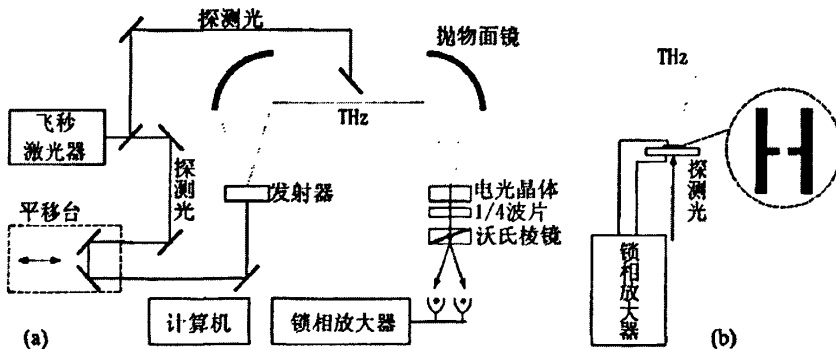 探测光
抛物面镜
THz
飞秒
激光器
探测光
发射器
平移台
电光晶体
1/4波片
沃氏棱镜
计算机
锁相放大器
(a)
THz
探测光
锁相放大器
(b)